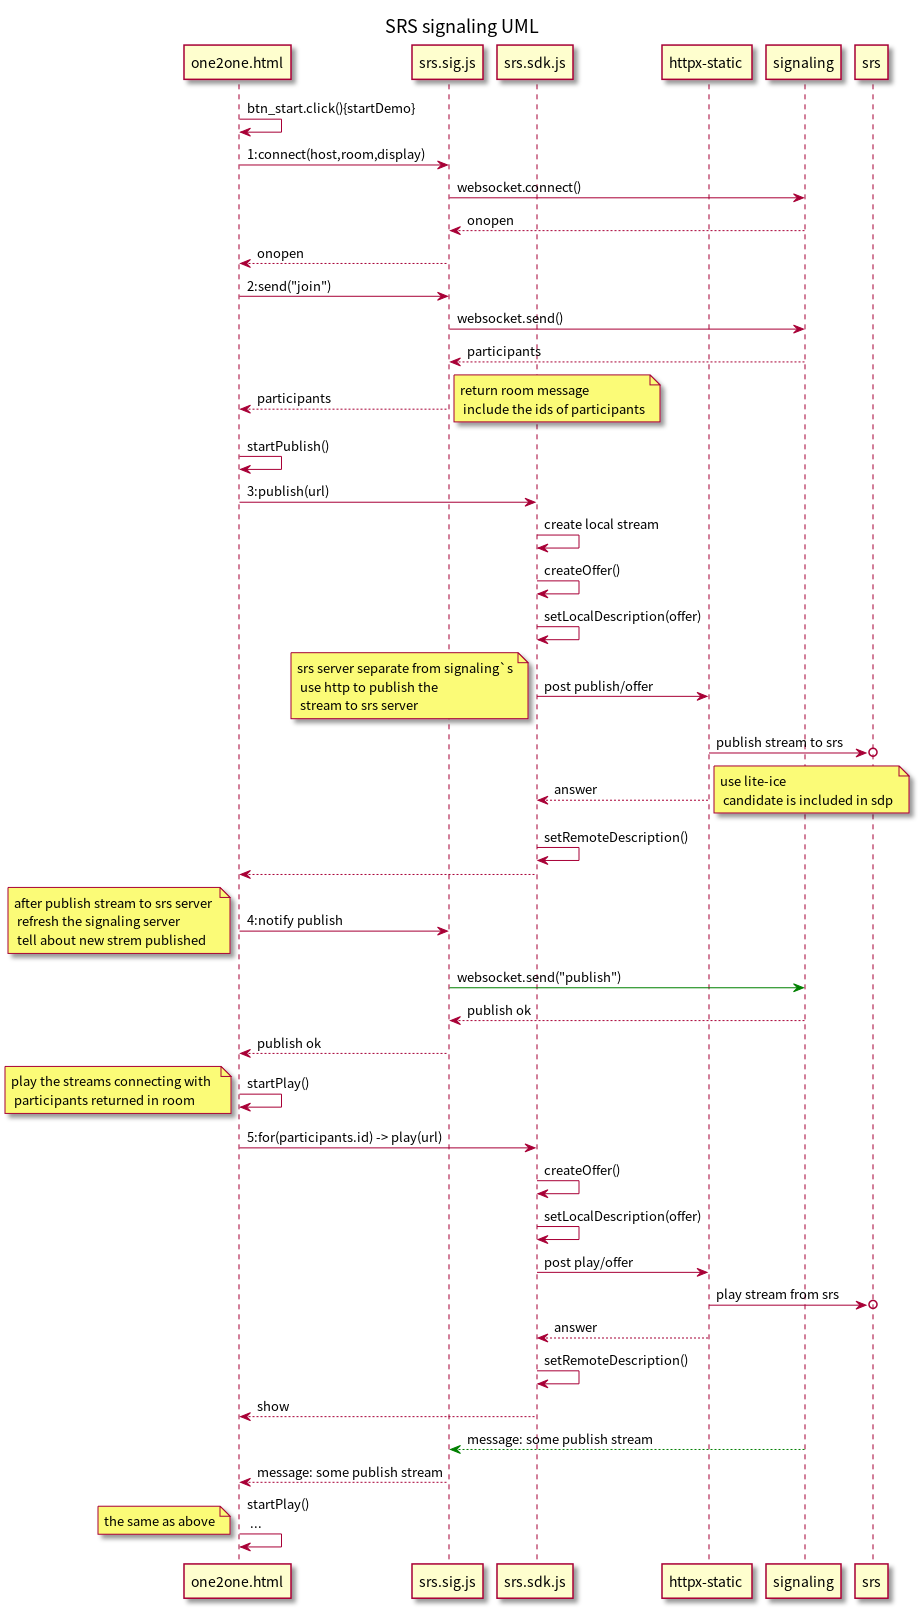 SRS signaling UML
one2one.html
srs.sig.js
srs.sdk.js
httpx-static
signaling
srs
btn_start.click(){startDemo}
1:connect(host,room,display)
websocket.connect()
onopen
onopen
2:send("join")
websocket.send()
participants
return room message
include the ids of participants
participants
startPublish()
3:publish(url)
create local stream
createOffer()
setLocalDescription(offer)
srs server separate from signaling`s
use http to publish the
stream to srs server
post publish/offer
publish stream to srs
use lite-ice
candidate is included in sdp
answer
setRemoteDescription()
after publish stream to srs server
refresh the signaling server
tell about new strem published
4:notify publish
websocket.send("publish")
publish ok
publish ok
play the streams connecting with
participants returned in room
startPlay()
5:for(participants.id) -> play(url)
createOffer()
setLocalDescription(offer)
post play/offer
play stream from srs
answer
setRemoteDescription()
show
message: some publish stream
message: some publish stream
the same as above
startPlay()
...
one2one.html
srs.sig.js
srs.sdk.js
httpx-static
signaling
srs